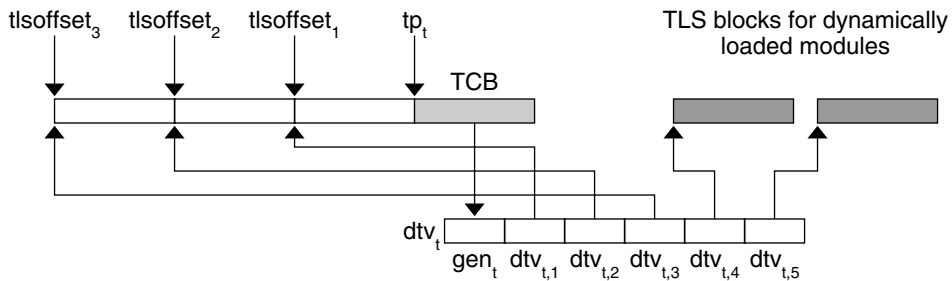 tlsoffset₃ tlsoffset₂ tlsoffset₁ tpₜ TLS blocks for dynamically
loaded modules
TCB
dtvₜ
genₜ dtvₜ,₁ dtvₜ,₂ dtvₜ,₃ dtvₜ,₄ dtvₜ,₅